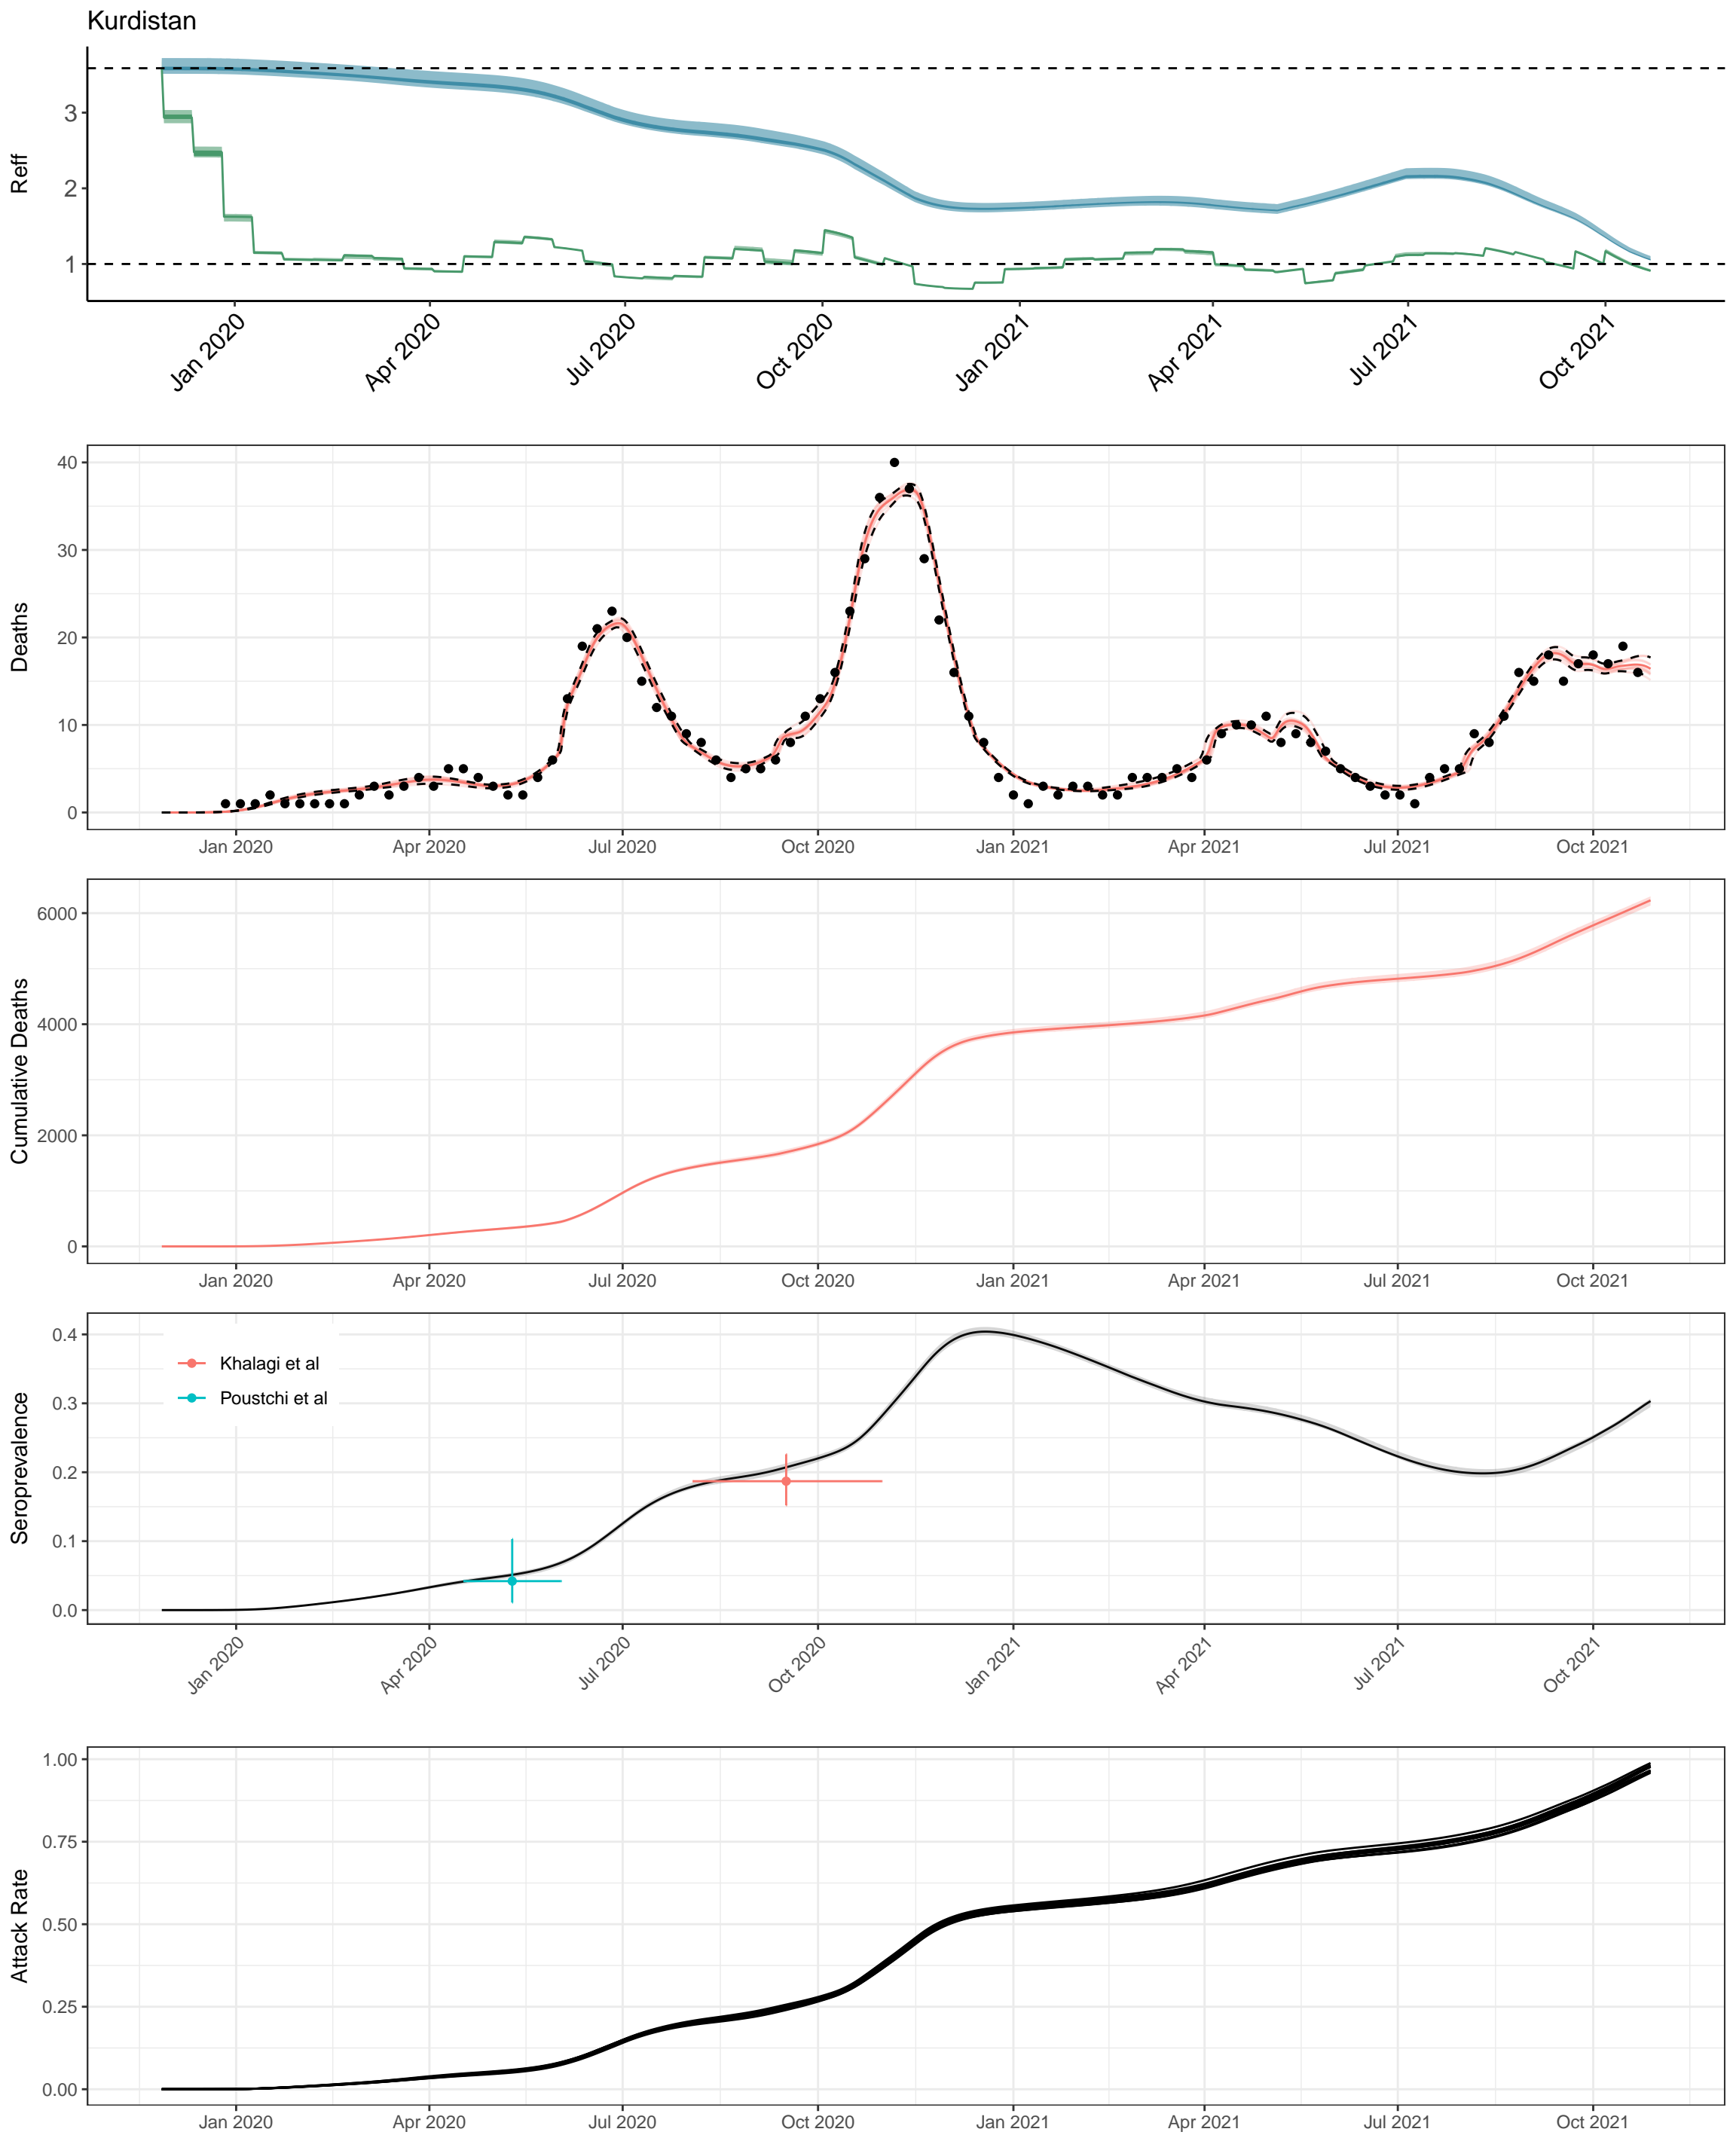 Kurdistan
Reff
3
2
1
Jan 2020 Apr 2020 Jul 2020 Oct 2020 Jan 2021 Apr 2021 Jul 2021 Oct 2021
Deaths
40
30
20
10
0
Jan 2020 Apr 2020 Jul 2020 Oct 2020 Jan 2021 Apr 2021 Jul 2021 Oct 2021
Cumulative Deaths
6000
4000
2000
0
Jan 2020 Apr 2020 Jul 2020 Oct 2020 Jan 2021 Apr 2021 Jul 2021 Oct 2021
Seroprevalence
0.4
0.3
0.2
0.1
0.0
Khalagi et al
Poustchi et al
Jan 2020 Apr 2020 Jul 2020 Oct 2020 Jan 2021 Apr 2021 Jul 2021 Oct 2021
Attack Rate
1.00
0.75
0.50
0.25
0.00
Jan 2020 Apr 2020 Jul 2020 Oct 2020 Jan 2021 Apr 2021 Jul 2021 Oct 2021